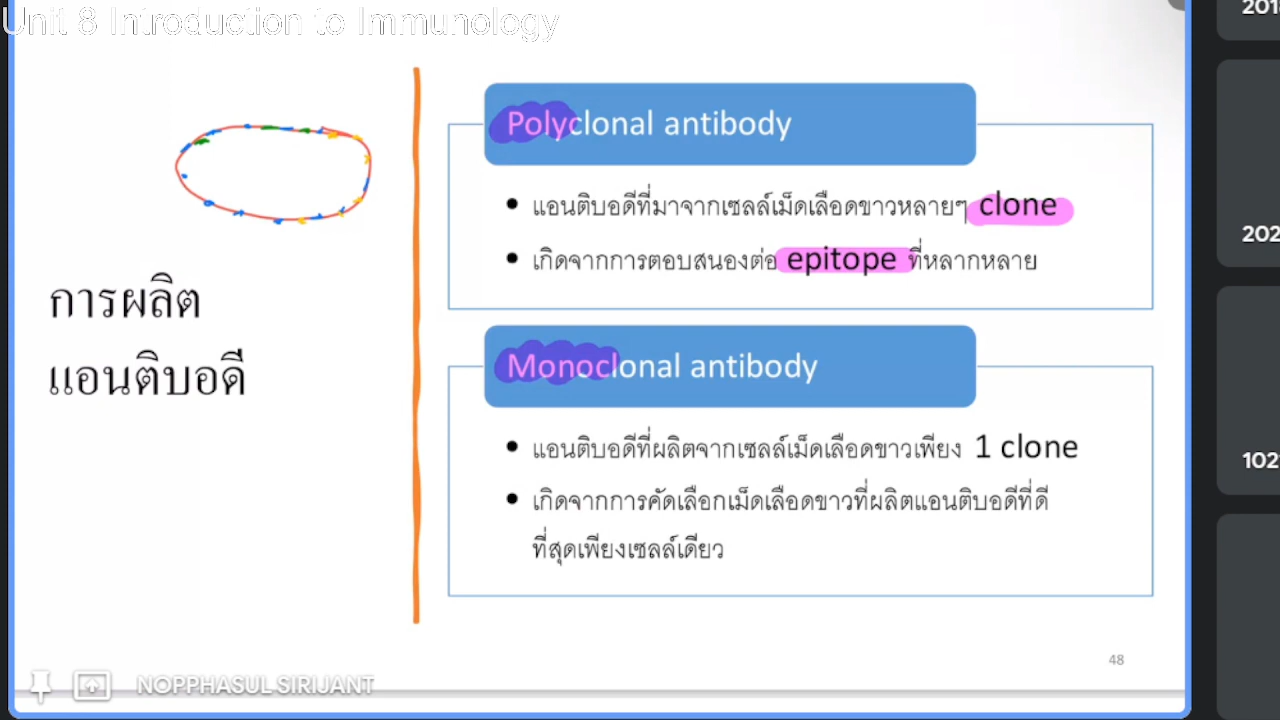 Unit 8 Introduction to Immunology
การผลิต
แอนติบอดี
Polyclonal antibody
• แอนติบอดีที่มาจากเซลล์เม็ดเลือดขาวหลายๆ clone
• เกิดจากการตอบสนองต่อ epitope ที่หลากหลาย
Monoclonal antibody
• แอนติบอดีที่ผลิตจากเซลล์เม็ดเลือดขาวเพียง 1 clone
• เกิดจากการคัดเลือกเม็ดเลือดขาวที่ผลิตแอนติบอดีที่ดี
ที่สุดเพียงเซลล์เดียว
48
NOPPHASUL SIRIJANT